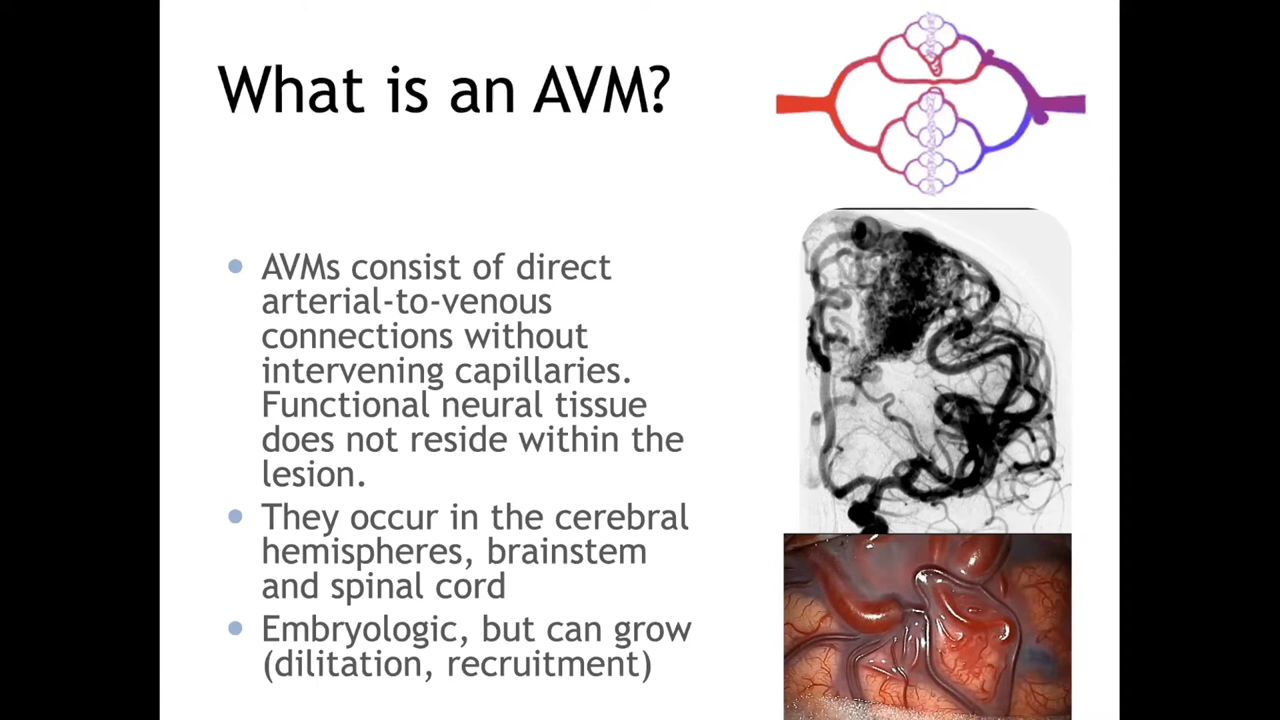 What is an AVM?
• AVMs consist of direct
arterial-to-venous
connections without
intervening capillaries.
Functional neural tissue
does not reside within the
lesion.
• They occur in the cerebral
hemispheres, brainstem
and spinal cord
• Embryologic, but can grow
(dilitation, recruitment)